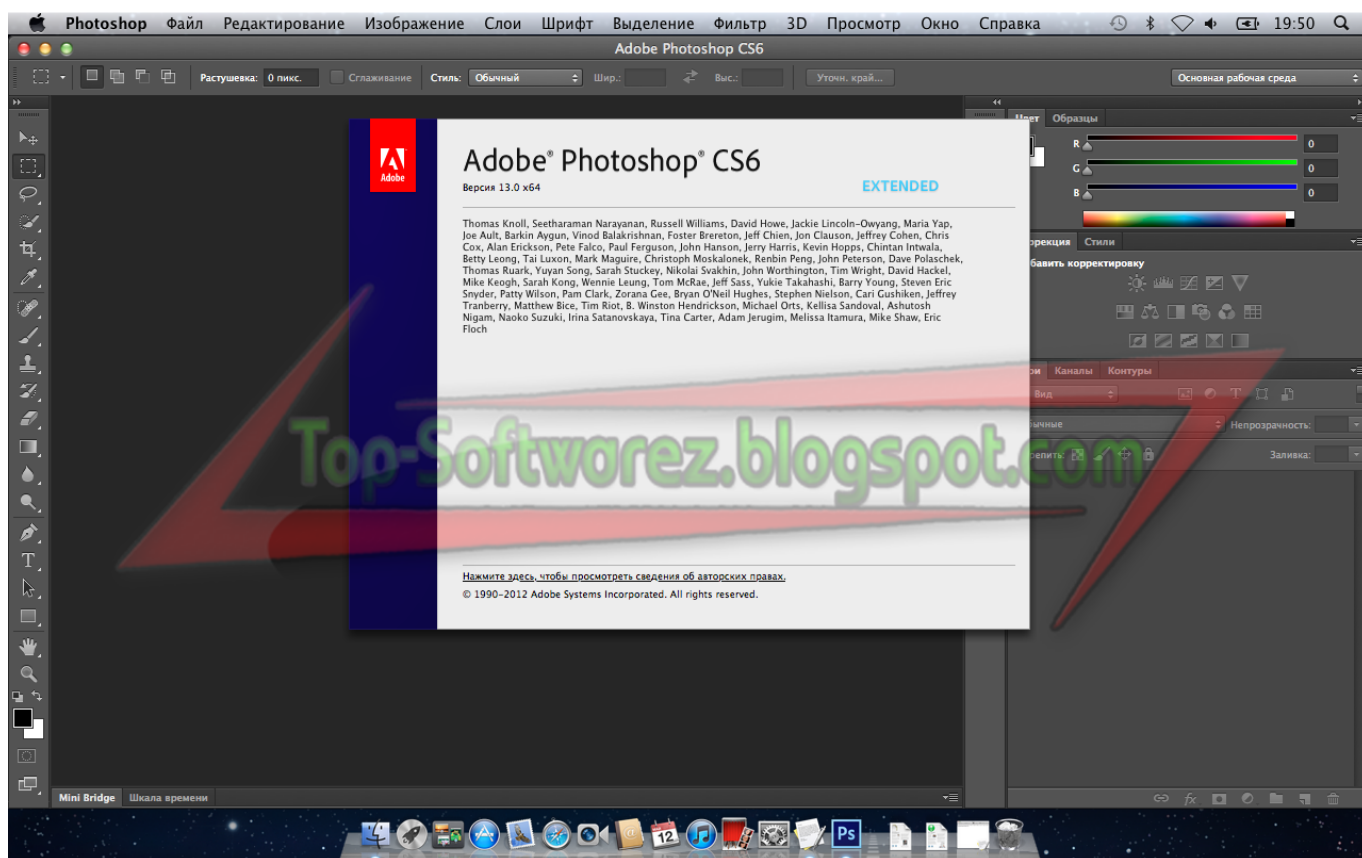 Photoshop Файл Редактирование Изображение Слои Шрифт Выделение Фильтр 3D Просмотр Окно Справка 19:50
Adobe Photoshop CS6
Растушевка: 0 пикс. Сглаживание Стиль: Обычный Шир.: Выс.: Уточн. край... Основная рабочая среда
Образцы
R 0
G 0
B 0
Стили
корректировку
Каналы Контуры
Вид
Непрозрачность:
Заливка:
Adobe
Adobe® Photoshop® CS6
Версия 13.0 x64 EXTENDED
Thomas Knoll, Seetharaman Narayanan, Russell Williams, David Howe, Jackie Lincoln-Owyang, Maria Yap,
Joe Ault, Barkin Aygun, Vinod Balakrishnan, Foster Brereton, Jeff Chien, Jon Clauson, Jeffrey Cohen, Chris
Cox, Alan Erickson, Pete Falco, Paul Ferguson, John Hanson, Jerry Harris, Kevin Hopps, Chintan Intwala,
Betty Leong, Tai Luxon, Mark Maguire, Christoph Moskalonek, Renbin Peng, John Peterson, Dave Polaschek,
Thomas Ruark, Yuyan Song, Sarah Stuckey, Nikolai Svakhin, John Worthington, Tim Wright, David Hackel,
Mike Keogh, Sarah Kong, Wennie Leung, Tom McRae, Jeff Sass, Yukie Takahashi, Barry Young, Steven Eric
Snyder, Patty Wilson, Pam Clark, Zorana Gee, Bryan O'Neil Hughes, Stephen Nielson, Cari Gushiken, Jeffrey
Tranberry, Matthew Bice, Tim Riot, B. Winston Hendrickson, Michael Orts, Kellisa Sandoval, Ashutosh
Nigam, Naoko Suzuki, Irina Satanovskaya, Tina Carter, Adam Jerugim, Melissa Itamura, Mike Shaw, Eric
Floch
Top-Softwarez.blogspot.com
Нажмите здесь, чтобы просмотреть сведения об авторских правах.
© 1990-2012 Adobe Systems Incorporated. All rights reserved.
Mini Bridge Шкала времени
12
Ps